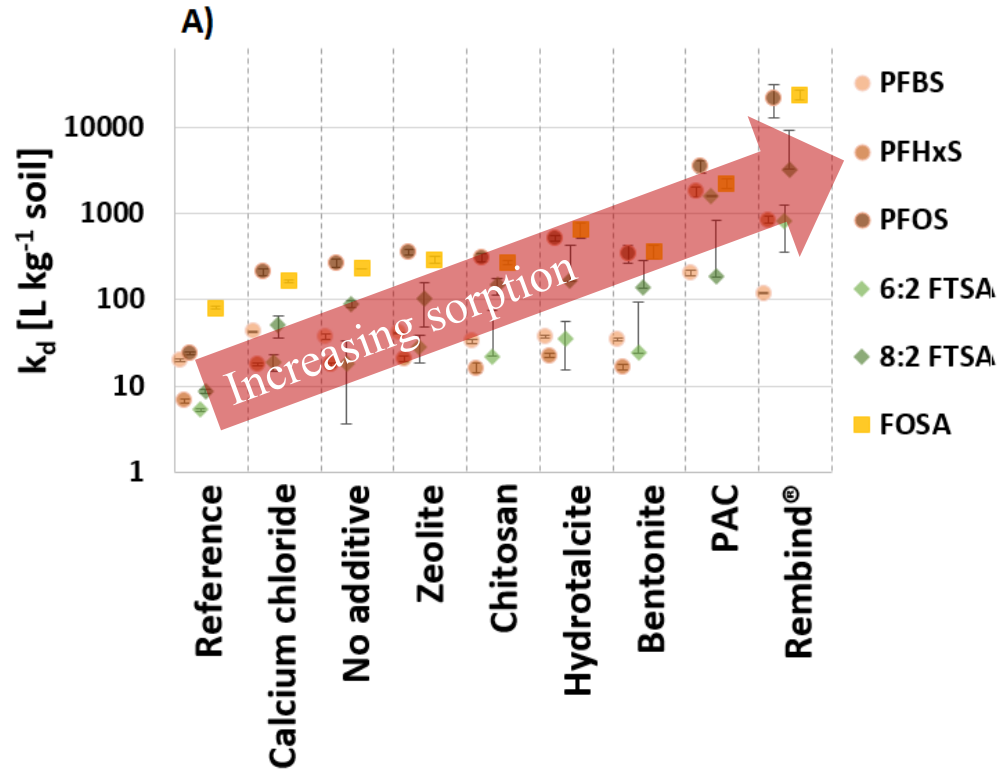 A)
PFBS
PFHxS
PFOS
6:2 FTSA
8:2 FTSA
FOSA
10000
1000
100
10
1
kd [L kg-1 soil]
Increasing sorption
Reference
Calcium chloride
No additive
Zeolite
Chitosan
Hydrotalcite
Bentonite
PAC
Rembind®